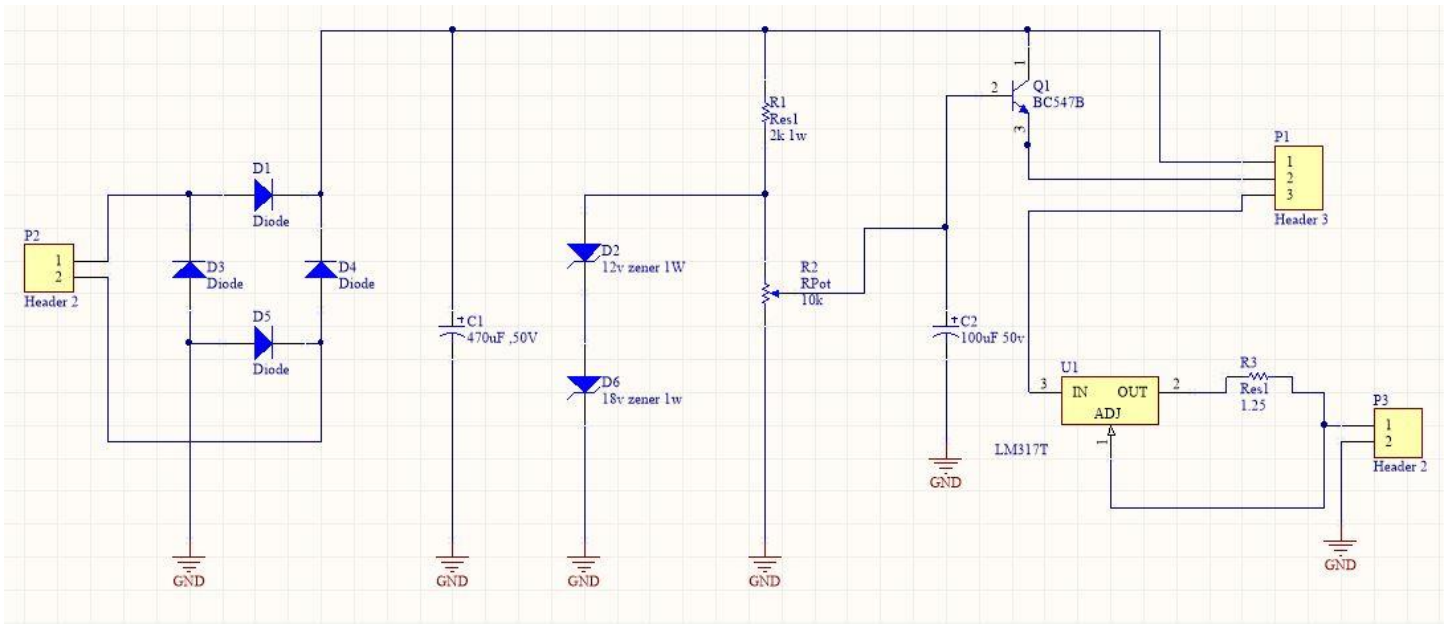 P2
1
2
Header 2
D1
Diode
D3
Diode
D4
Diode
D5
Diode
GND
C1
470uF ,50V
GND
D2
12v zener 1W
D6
18v zener 1w
GND
R1
Res1
2k 1w
R2
RPot
10k
GND
Q1
BC547B
1
2
3
C2
100uF 50v
GND
P1
1
2
3
Header 3
U1
3
IN
OUT
2
ADJ
1
LM317T
R3
Res1
1.25
P3
1
2
Header 2
GND